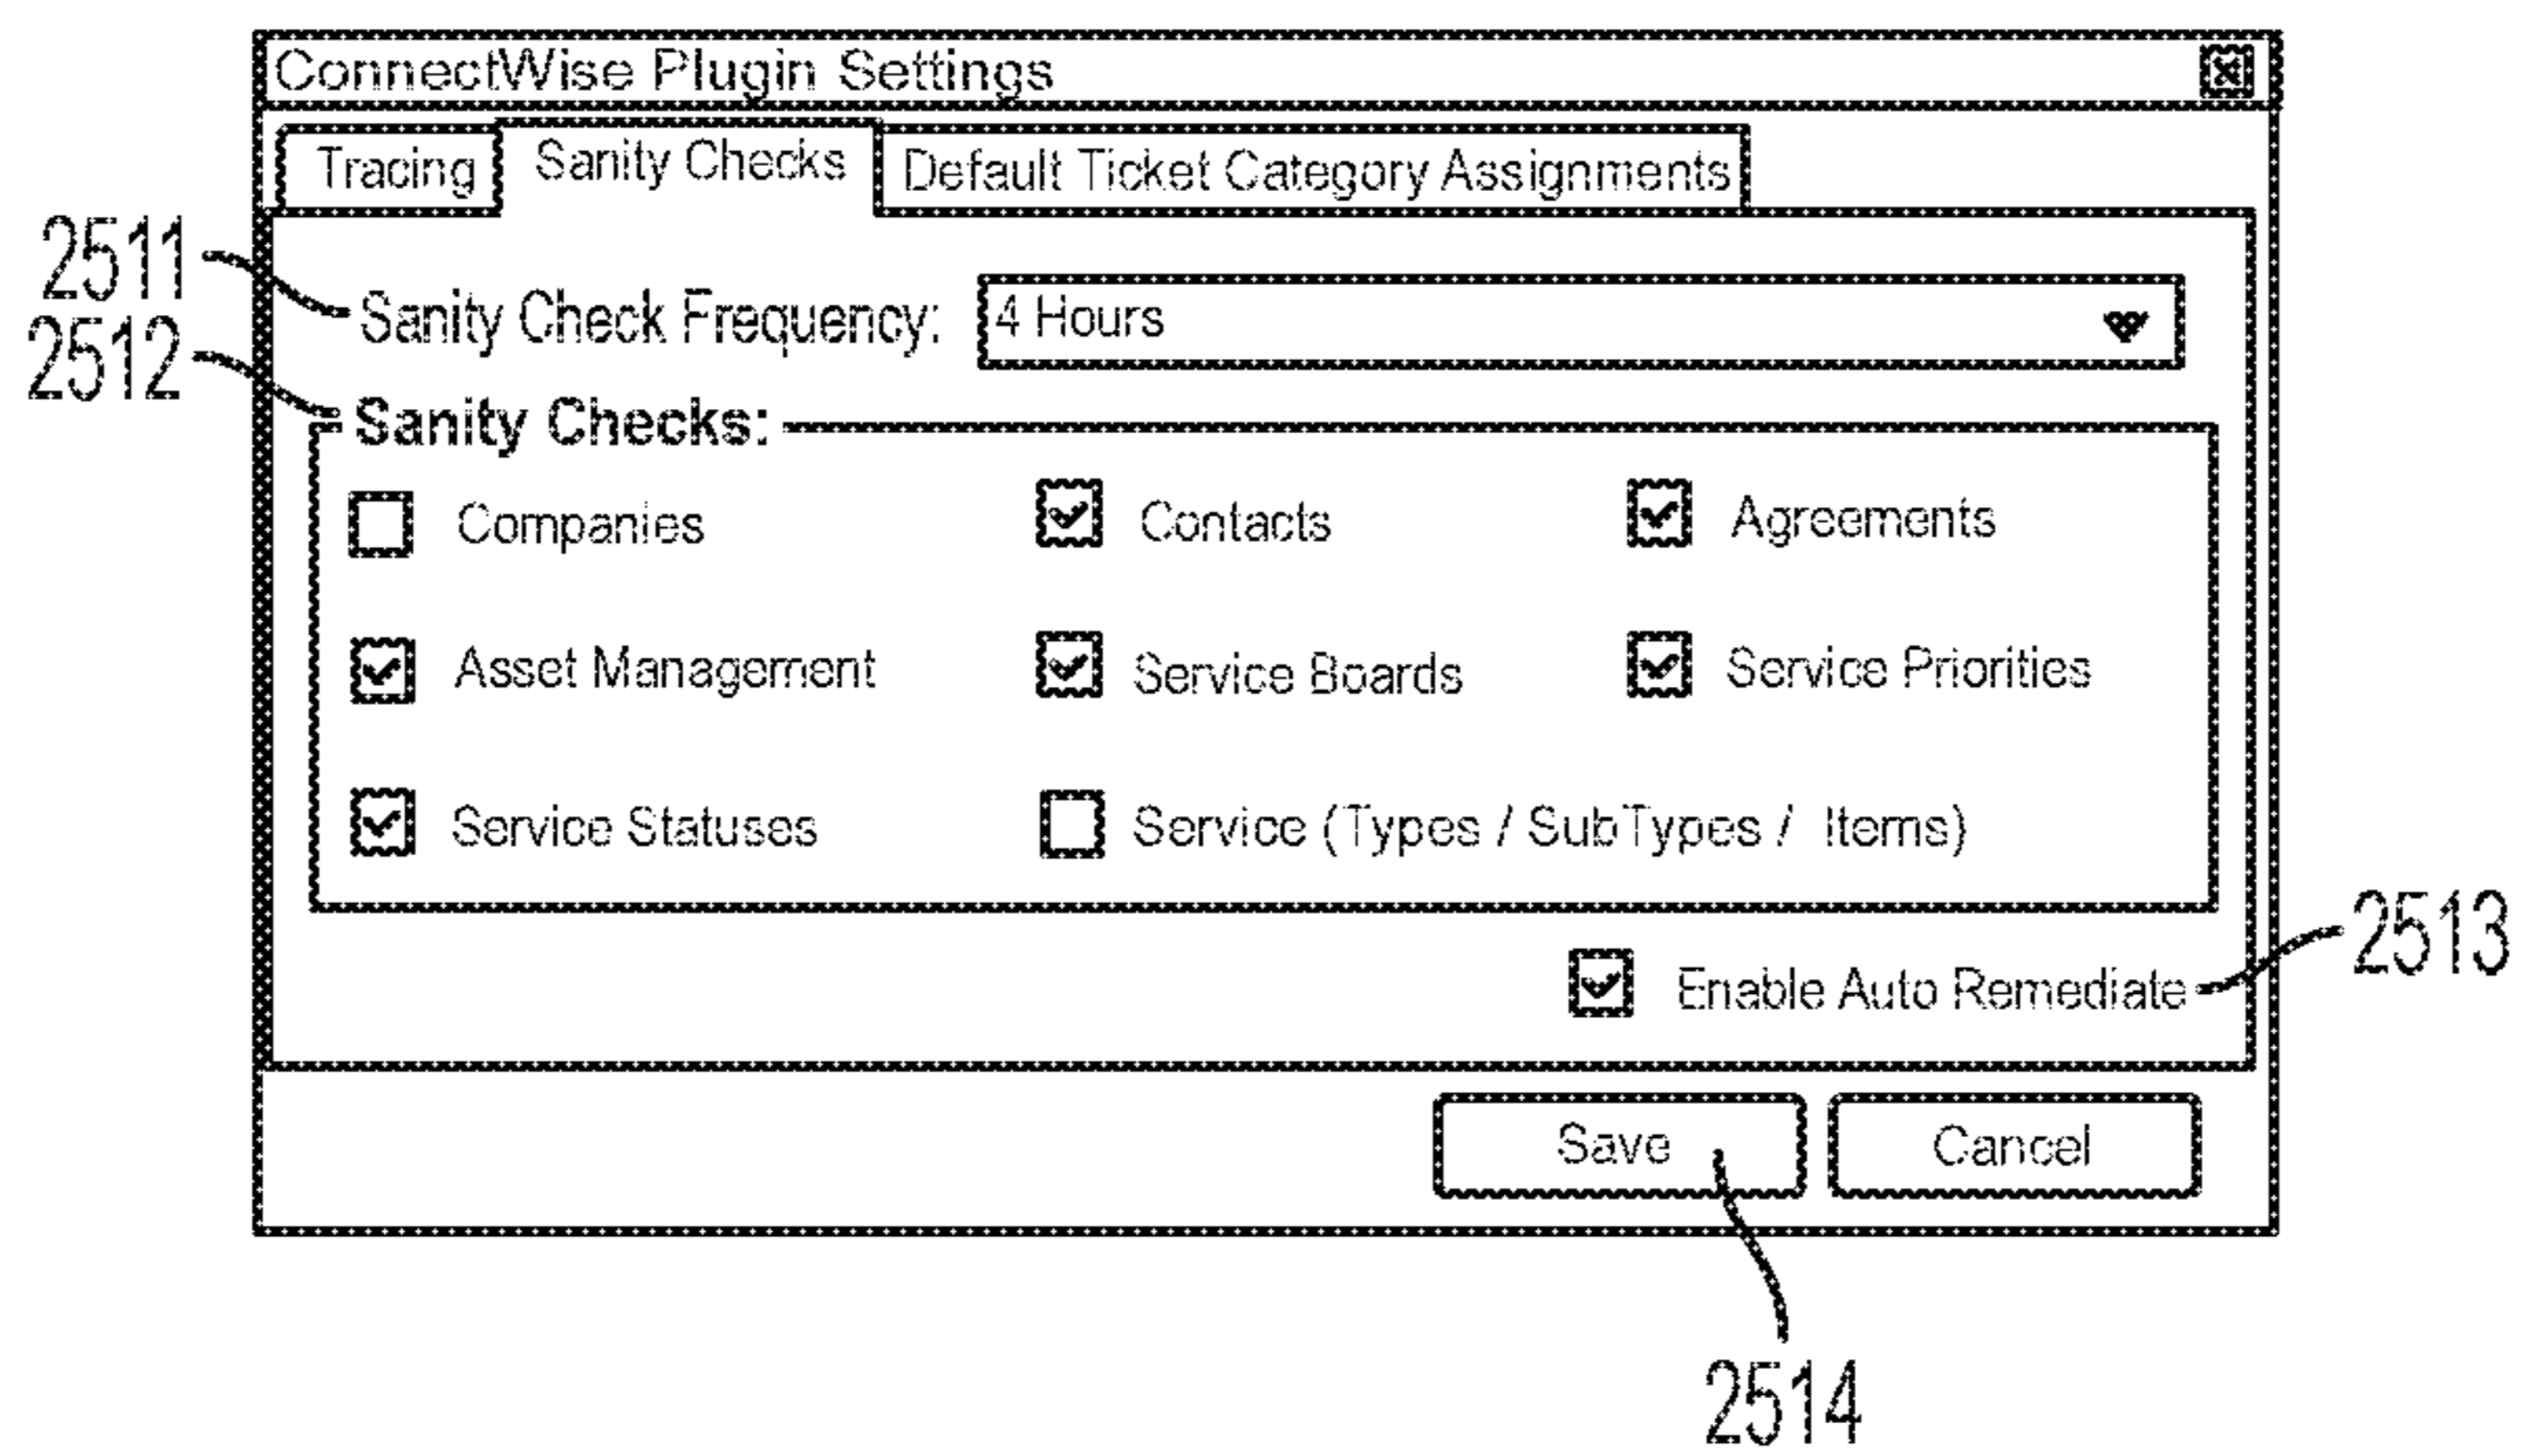 ConnectWise Plugin Settings
Tracing Sanity Checks Default Ticket Category Assignments
2511
Sanity Check Frequency: 4 Hours
2512
Sanity Checks:
Companies Contacts Agreements
Asset Management Service Boards Service Priorities
Service Statuses Service (Types / SubTypes / Items)
Enable Auto Remediate 2513
Save Cancel
2514